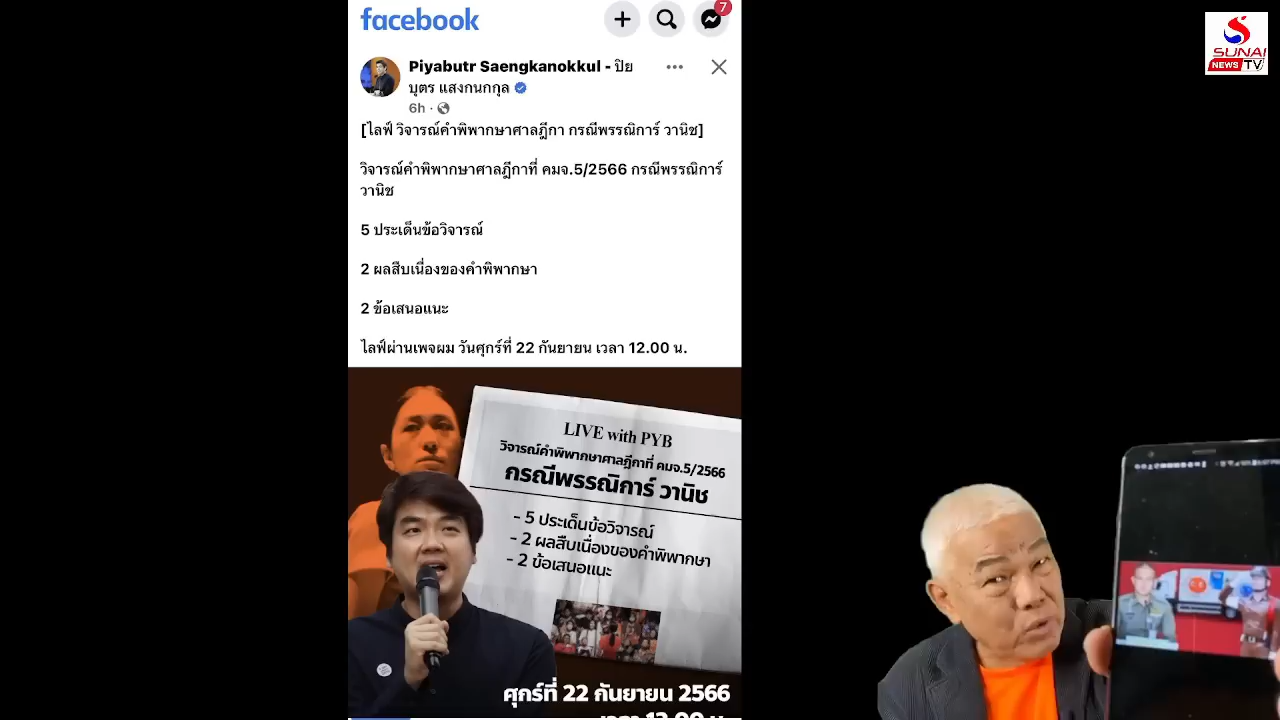 facebook
7
Piyabutr Saengkanokkul - ปิย
บุตร แสงกนกกุล
6h
[ไลฟ์ วิจารณ์คำพิพากษาศาลฎีกา กรณีพรรณิการ์ วานิช]
วิจารณ์คำพิพากษาศาลฎีกาที่ คมจ.5/2566 กรณีพรรณิการ์
วานิช
5 ประเด็นข้อวิจารณ์
2 ผลสืบเนื่องของคำพิพากษา
2 ข้อเสนอแนะ
ไลฟ์ผ่านเพจผม วันศุกร์ที่ 22 กันยายน เวลา 12.00 น.
LIVE with PYB
วิจารณ์คำพิพากษาศาลฎีกาที่ คมจ.5/2566
กรณีพรรณิการ์ วานิช
- 5 ประเด็นข้อวิจารณ์
- 2 ผลสืบเนื่องของคำพิพากษา
- 2 ข้อเสนอแนะ
ศุกร์ที่ 22 กันยายน 2566
เวลา 12.00 น.
SUNAI
NEWS TV